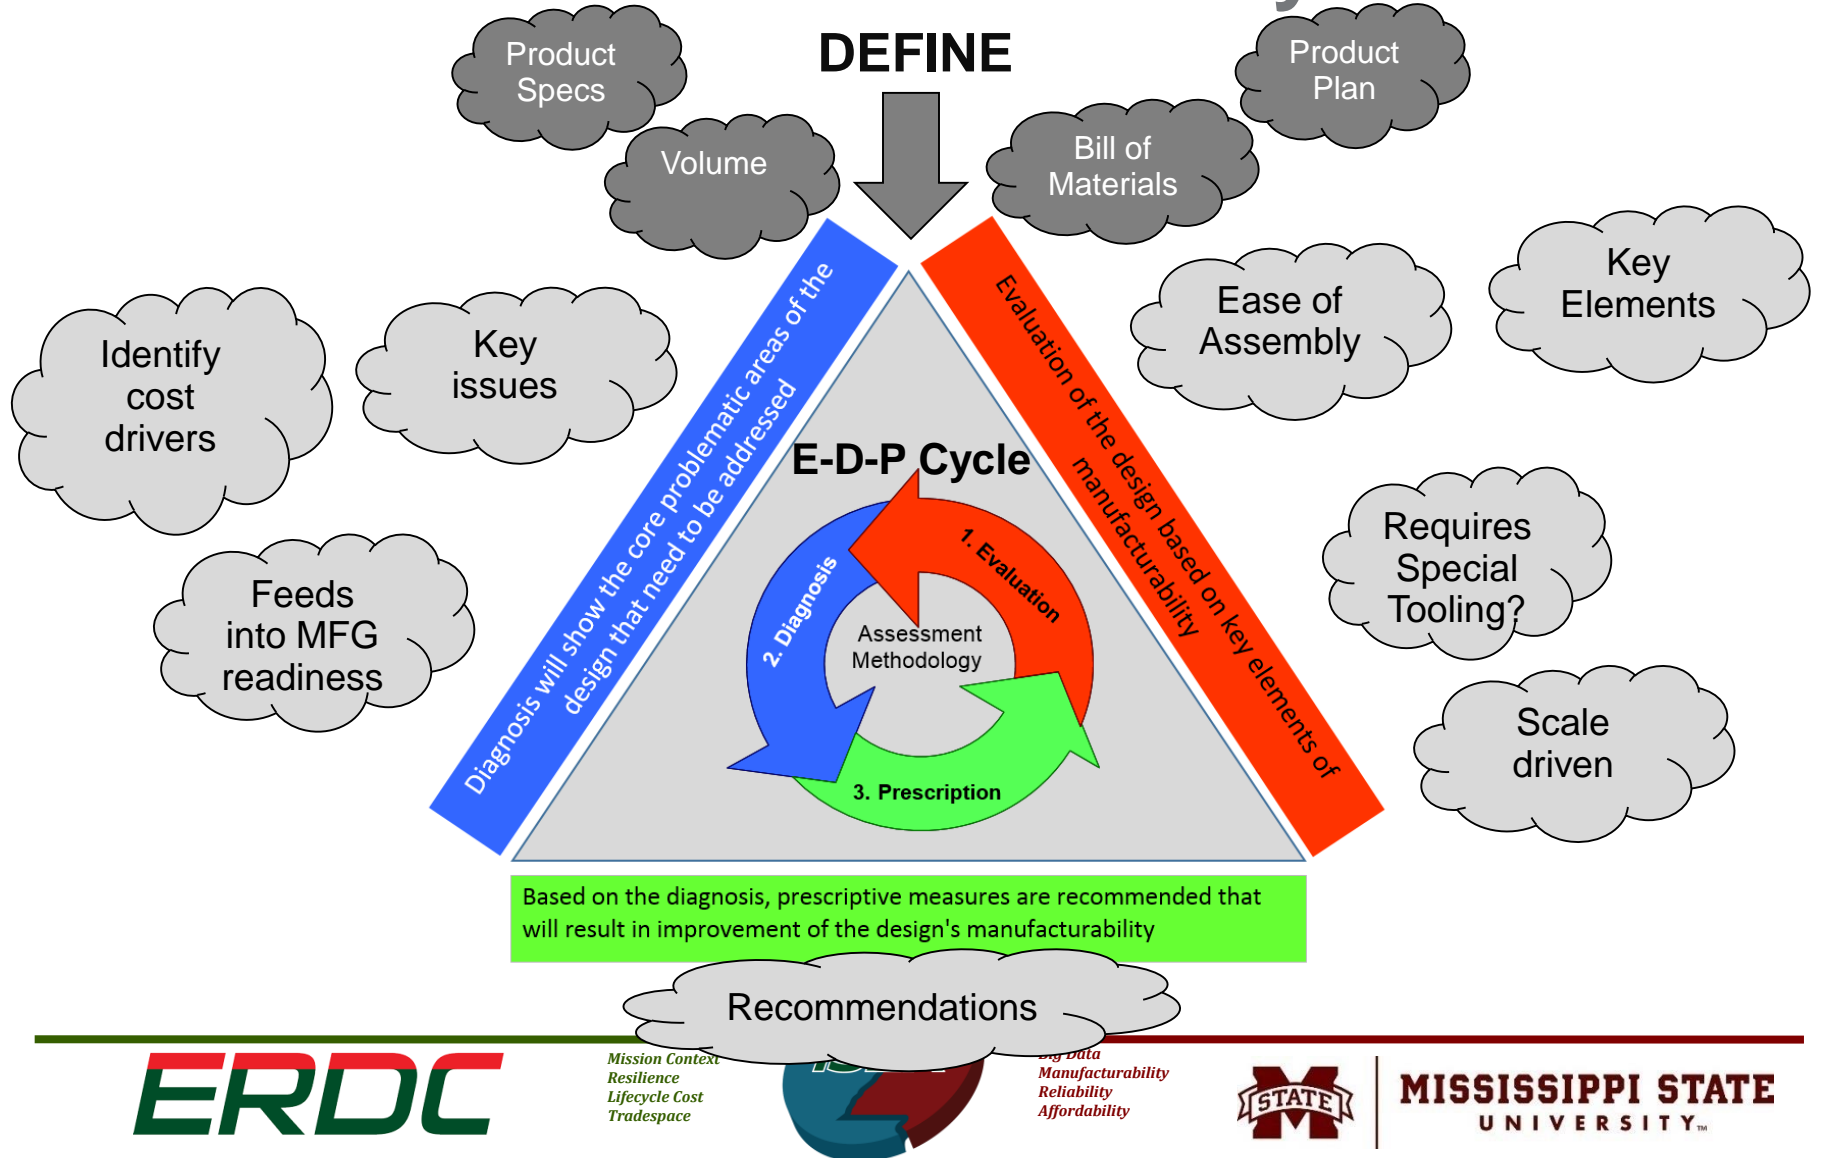 DEFINE
Product
Specs
Volume
Product
Plan
Bill of
Materials
Key
Elements
Ease of
Assembly
Identify
cost
drivers
Key
issues
Diagnosis will show the core problematic areas of the
design that need to be addressed
Evaluation of the design based on key elements of
manufacturability
E-D-P Cycle
1. Evaluation
2. Diagnosis
Assessment
Methodology
3. Prescription
Requires
Special
Tooling?
Feeds
into MFG
readiness
Scale
driven
Based on the diagnosis, prescriptive measures are recommended that
will result in improvement of the design's manufacturability
Recommendations
ERDC
Mission Context
Resilience
Lifecycle Cost
Tradespace
Big Data
Manufacturability
Reliability
Affordability
STATE
MISSISSIPPI STATE
UNIVERSITY™